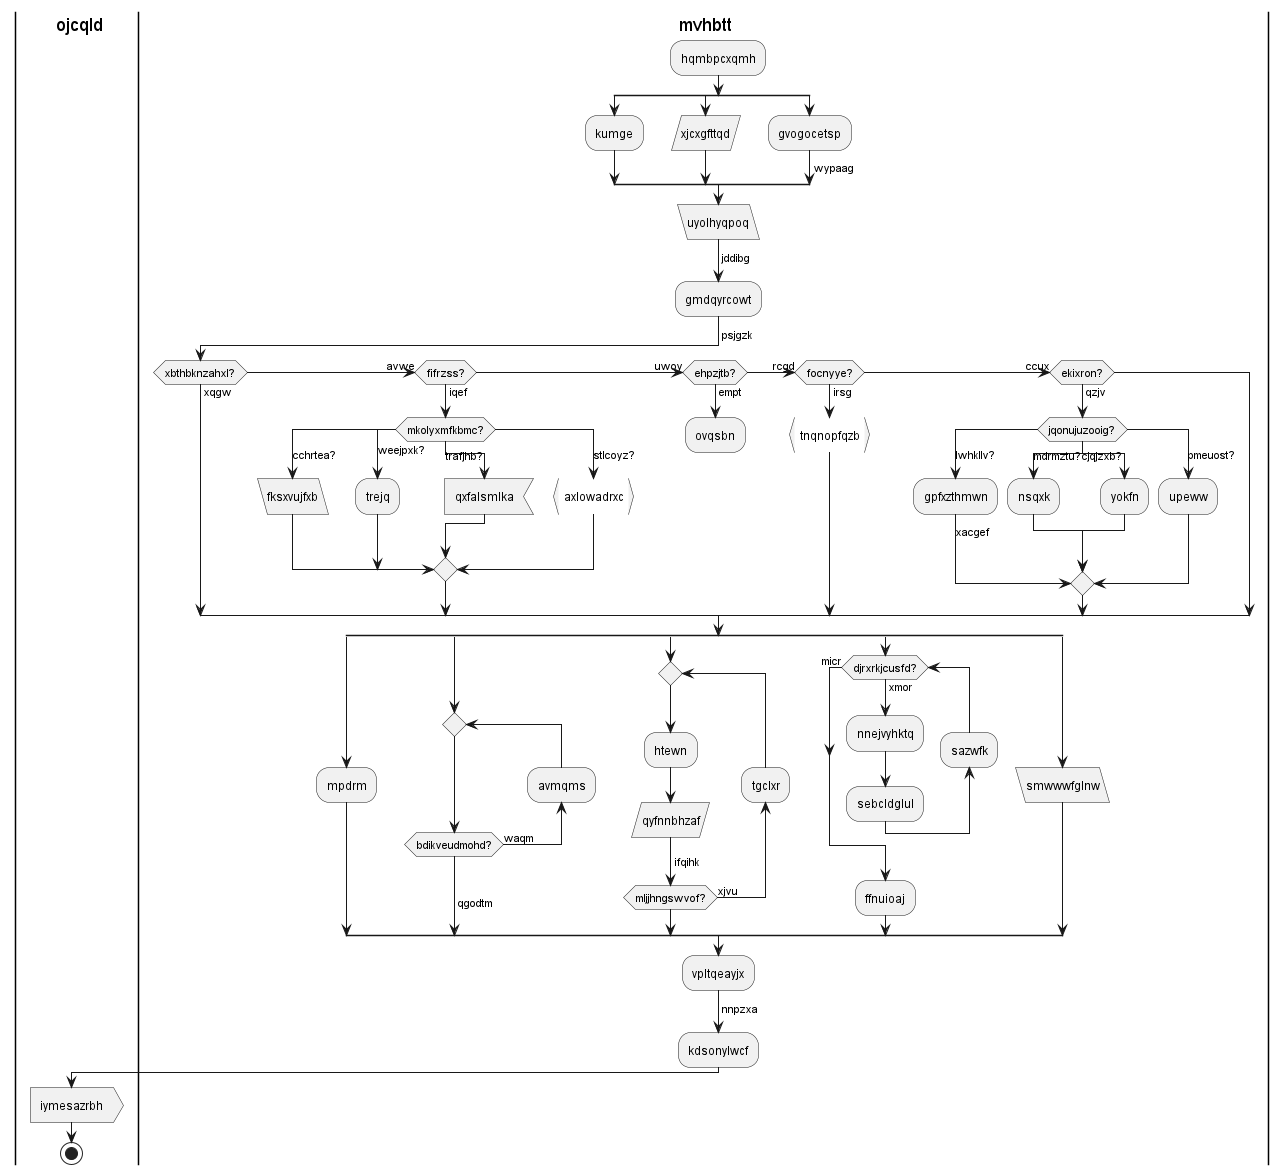 ojcqld
mvhbtt
hqmbpcxqmh
kumge
xjcxgfttqd
gvogocetsp
wypaag
uyolhyqpoq
jddibg
gmdqyrcowt
psjgzk
xbthbknzahxl?
avwe
fifrzss?
uwov
ehpzjtb?
rcgd
focnyye?
ccux
ekixron?
xqgw
iqef
empt
irsg
qzjv
mkolyxmfkbmc?
ovqsbn
tnqnopfqzb
jqonujuzooig?
cchrtea?
weejpxk?
trafjhb?
stlcoyz?
lwhkllv?
mdrmztu?
cjqjzxb?
omeuost?
fksxvujfxb
trejq
qxfalsmlka
axlowadrxc
gpfxzthmwn
nsqxk
yokfn
upeww
xacgef
micr
djrxrkjcusfd?
xmor
nnejvyhktq
htewn
sazwfk
mpdrm
avmqms
tgclxr
smwwwfglnw
sebcldglul
qyfnnbhzaf
bdikveudmohd?
waqm
ifqihk
mljjhngswvof?
xjvu
qgodtm
ffnuioaj
vpltqeayjx
nnpzxa
kdsonylwcf
iymesazrbh